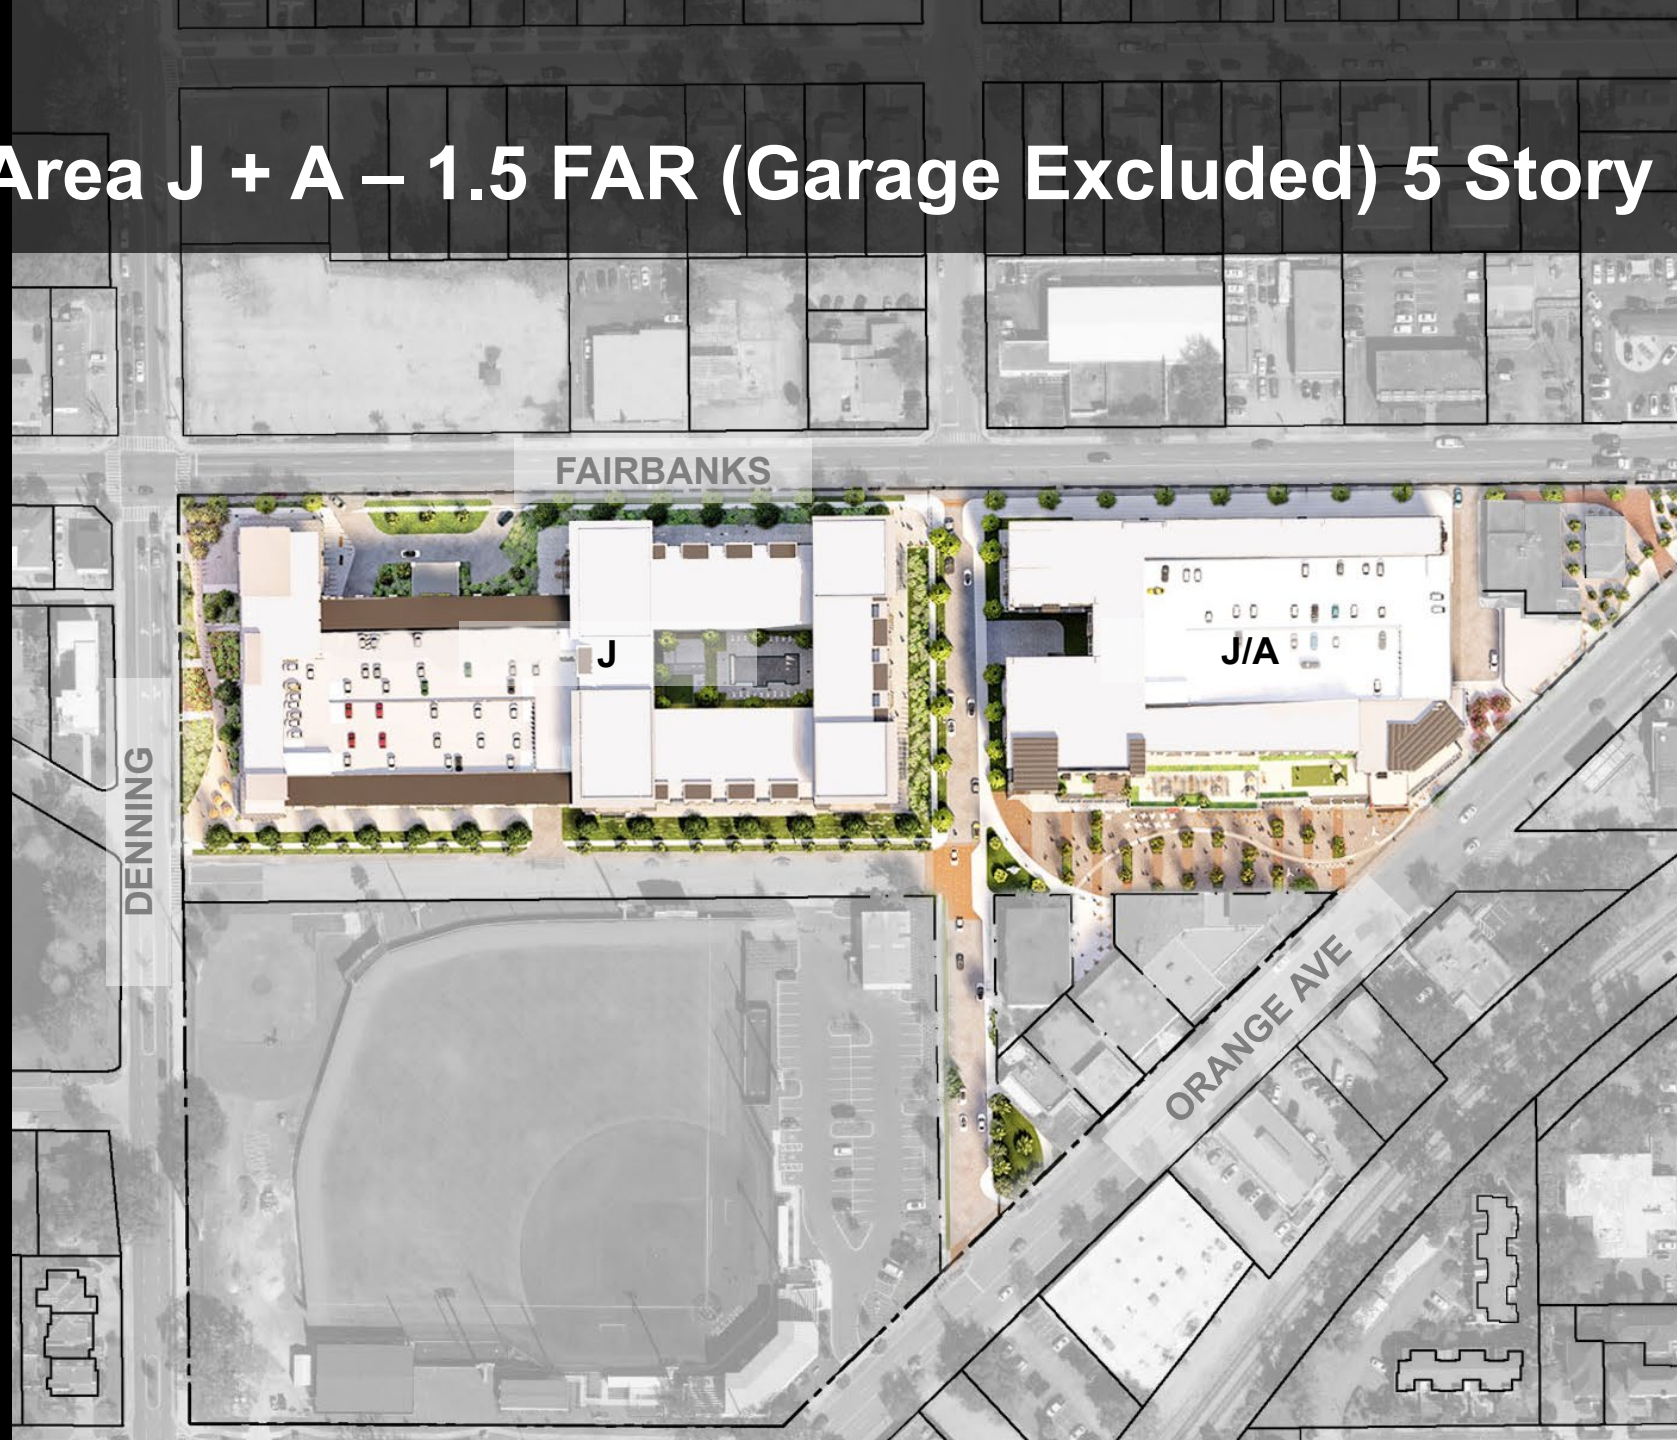 Area J + A – 1.5 FAR (Garage Excluded) 5 Story
FAIRBANKS
J
J/A
DENNING
ORANGE AVE